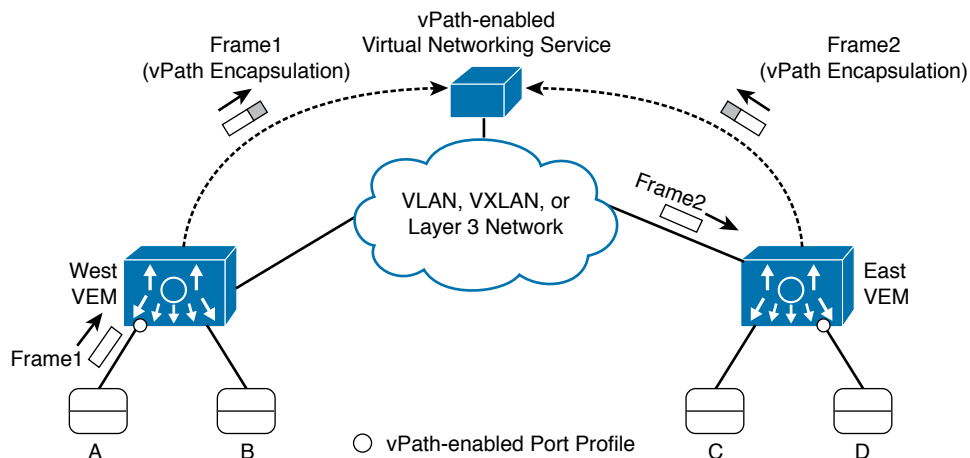 vPath-enabled
Virtual Networking Service
Frame1
(vPath Encapsulation)
Frame2
(vPath Encapsulation)
VLAN, VXLAN, or
Layer 3 Network
Frame2
West
VEM
East
VEM
Frame1
A
B
C
D
vPath-enabled Port Profile